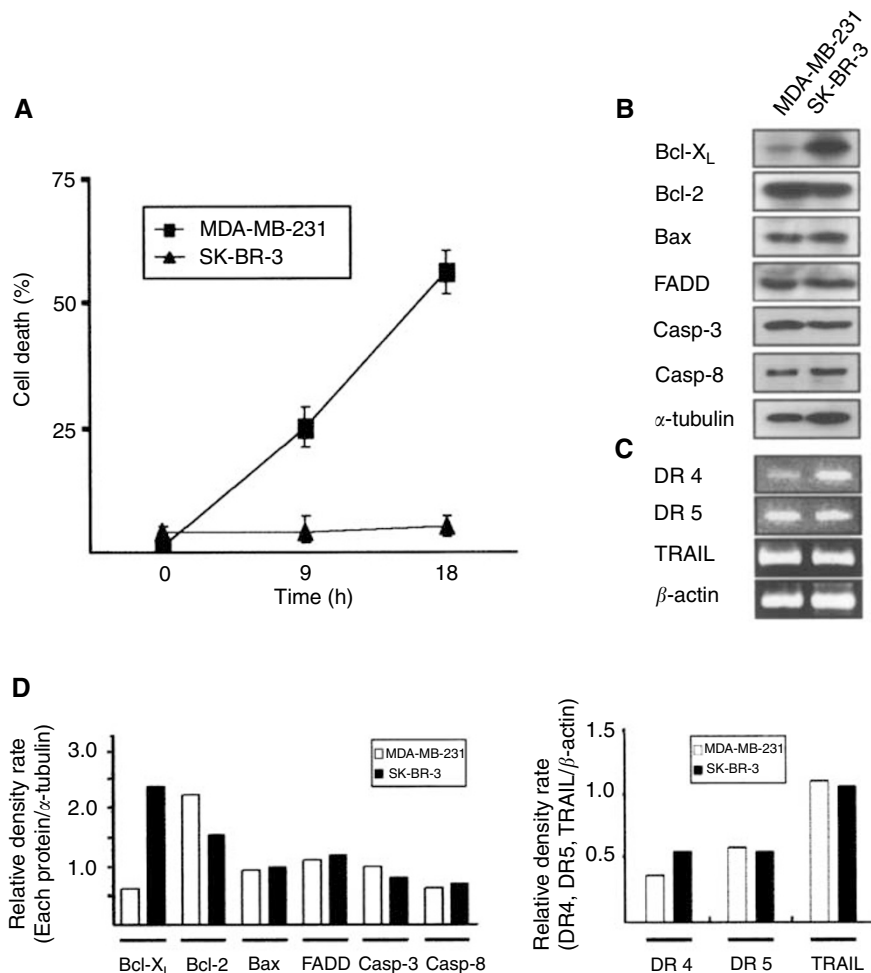 A
75
50
25
0
9
18
Cell death (%)
Time (h)
MDA-MB-231
SK-BR-3
B
MDA-MB-231
SK-BR-3
Bcl-XL
Bcl-2
Bax
FADD
Casp-3
Casp-8
α-tubulin
C
DR 4
DR 5
TRAIL
β-actin
D
Relative density rate
(Each protein/α-tubulin)
3.0
2.0
1.0
MDA-MB-231
SK-BR-3
Bcl-XL
Bcl-2
Bax
FADD
Casp-3
Casp-8
Relative density rate
(DR4, DR5, TRAIL/β-actin)
1.5
1.0
0.5
MDA-MB-231
SK-BR-3
DR 4
DR 5
TRAIL